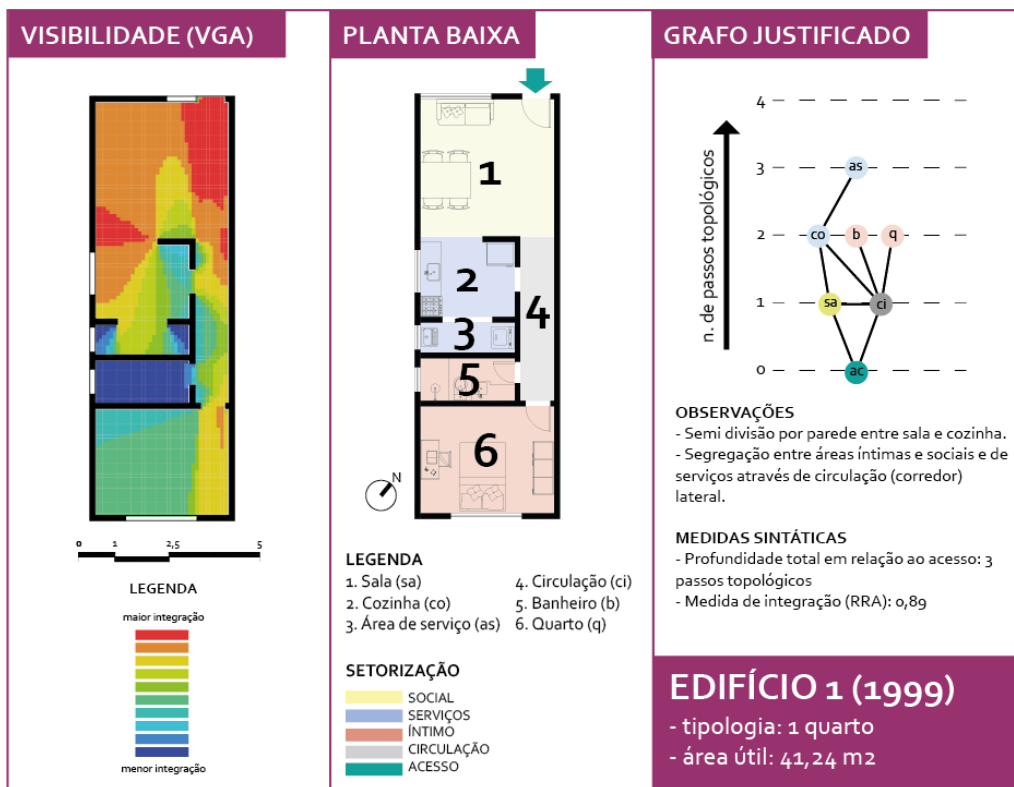 VISIBILIDADE (VGA)
0 1 2,5 5
LEGENDA
maior integração
menor integração
PLANTA BAIXA
1
2
3
4
5
6
N
LEGENDA
1. Sala (sa)
2. Cozinha (co)
3. Área de serviço (as)
4. Circulação (ci)
5. Banheiro (b)
6. Quarto (q)
SETORIZAÇÃO
SOCIAL
SERVIÇOS
ÍNTIMO
CIRCULAÇÃO
ACESSO
GRAFO JUSTIFICADO
n. de passos topológicos
4
3
as
2
co b q
1
sa ci
0
ac
OBSERVAÇÕES
- Semi divisão por parede entre sala e cozinha.
- Segregação entre áreas íntimas e sociais e de
serviços através de circulação (corredor)
lateral.
MEDIDAS SINTÁTICAS
- Profundidade total em relação ao acesso: 3
passos topológicos
- Medida de integração (RRA): 0,89
EDIFÍCIO 1 (1999)
- tipologia: 1 quarto
- área útil: 41,24 m2